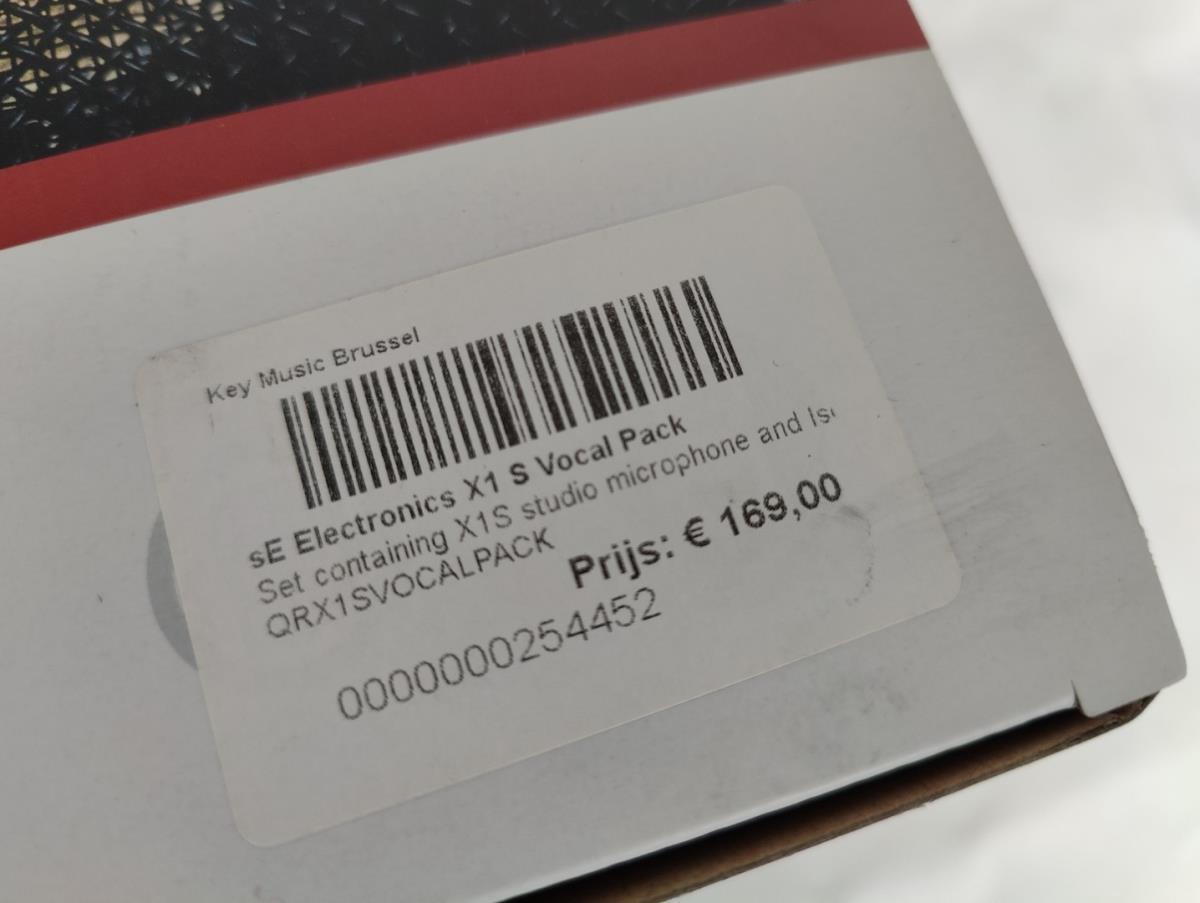 Key Music Brussel
sE Electronics X1 S Vocal Pack
Set containing X1S studio microphone and
QRX1SVOCALPACK
Prijs: € 169,00
0000000254452